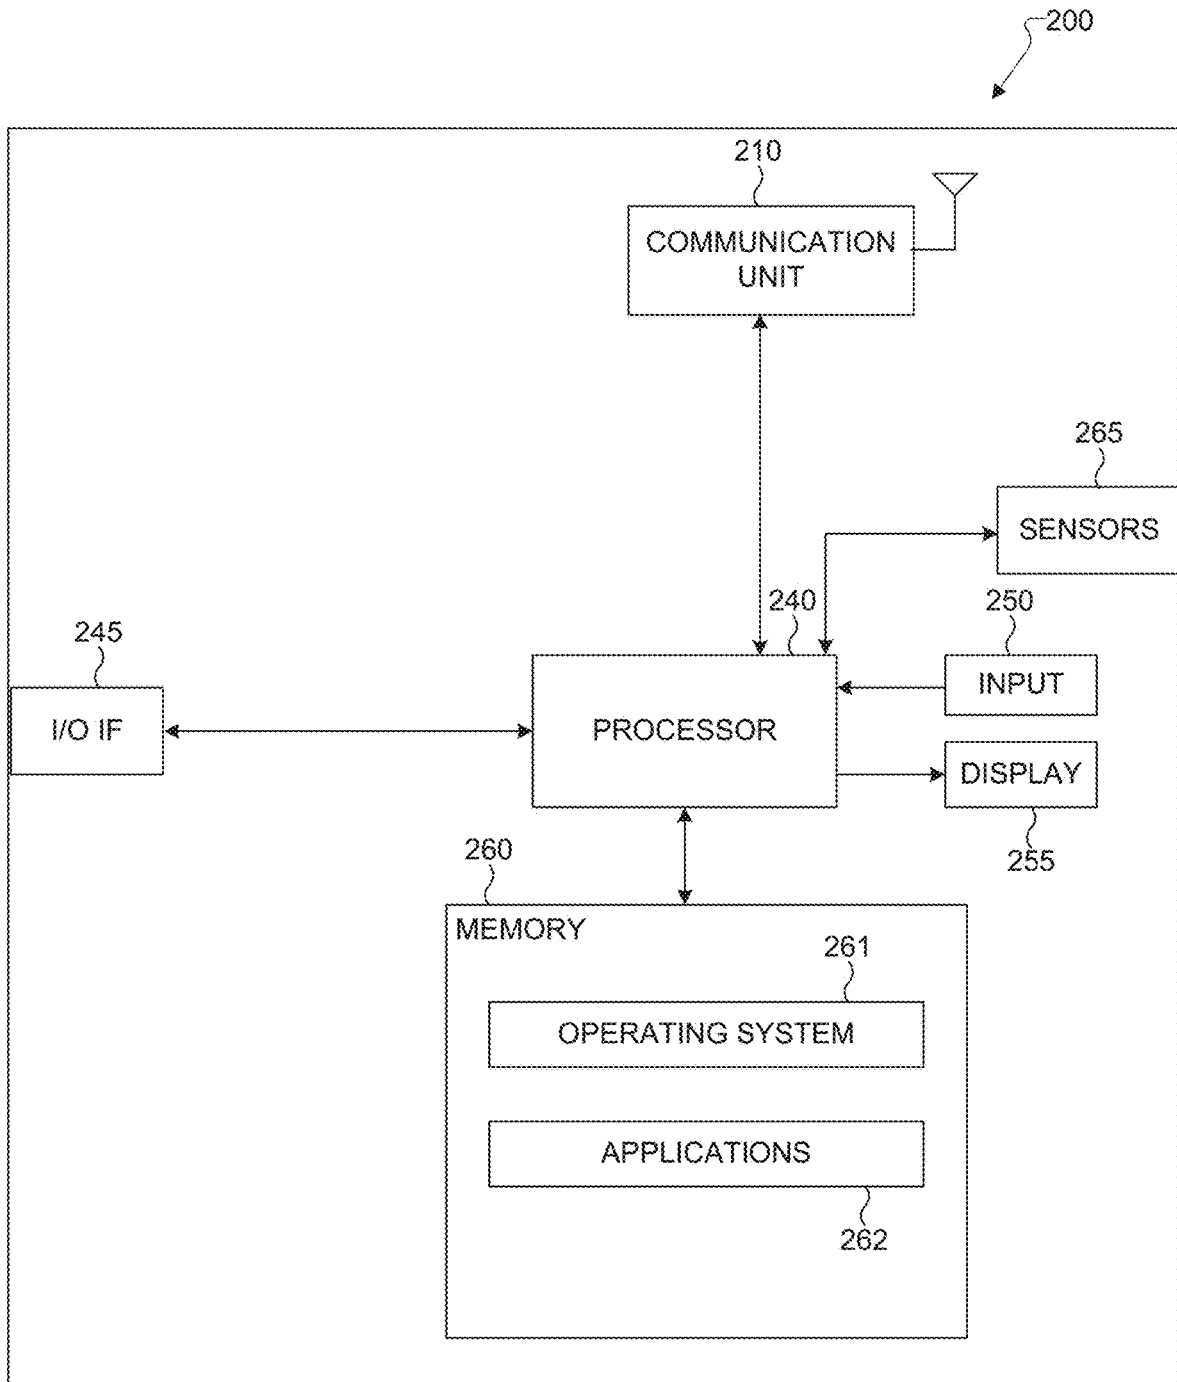 200
210
COMMUNICATION
UNIT
265
SENSORS
240
250
INPUT
245
I/O IF
PROCESSOR
DISPLAY
255
260
MEMORY
261
OPERATING SYSTEM
APPLICATIONS
262